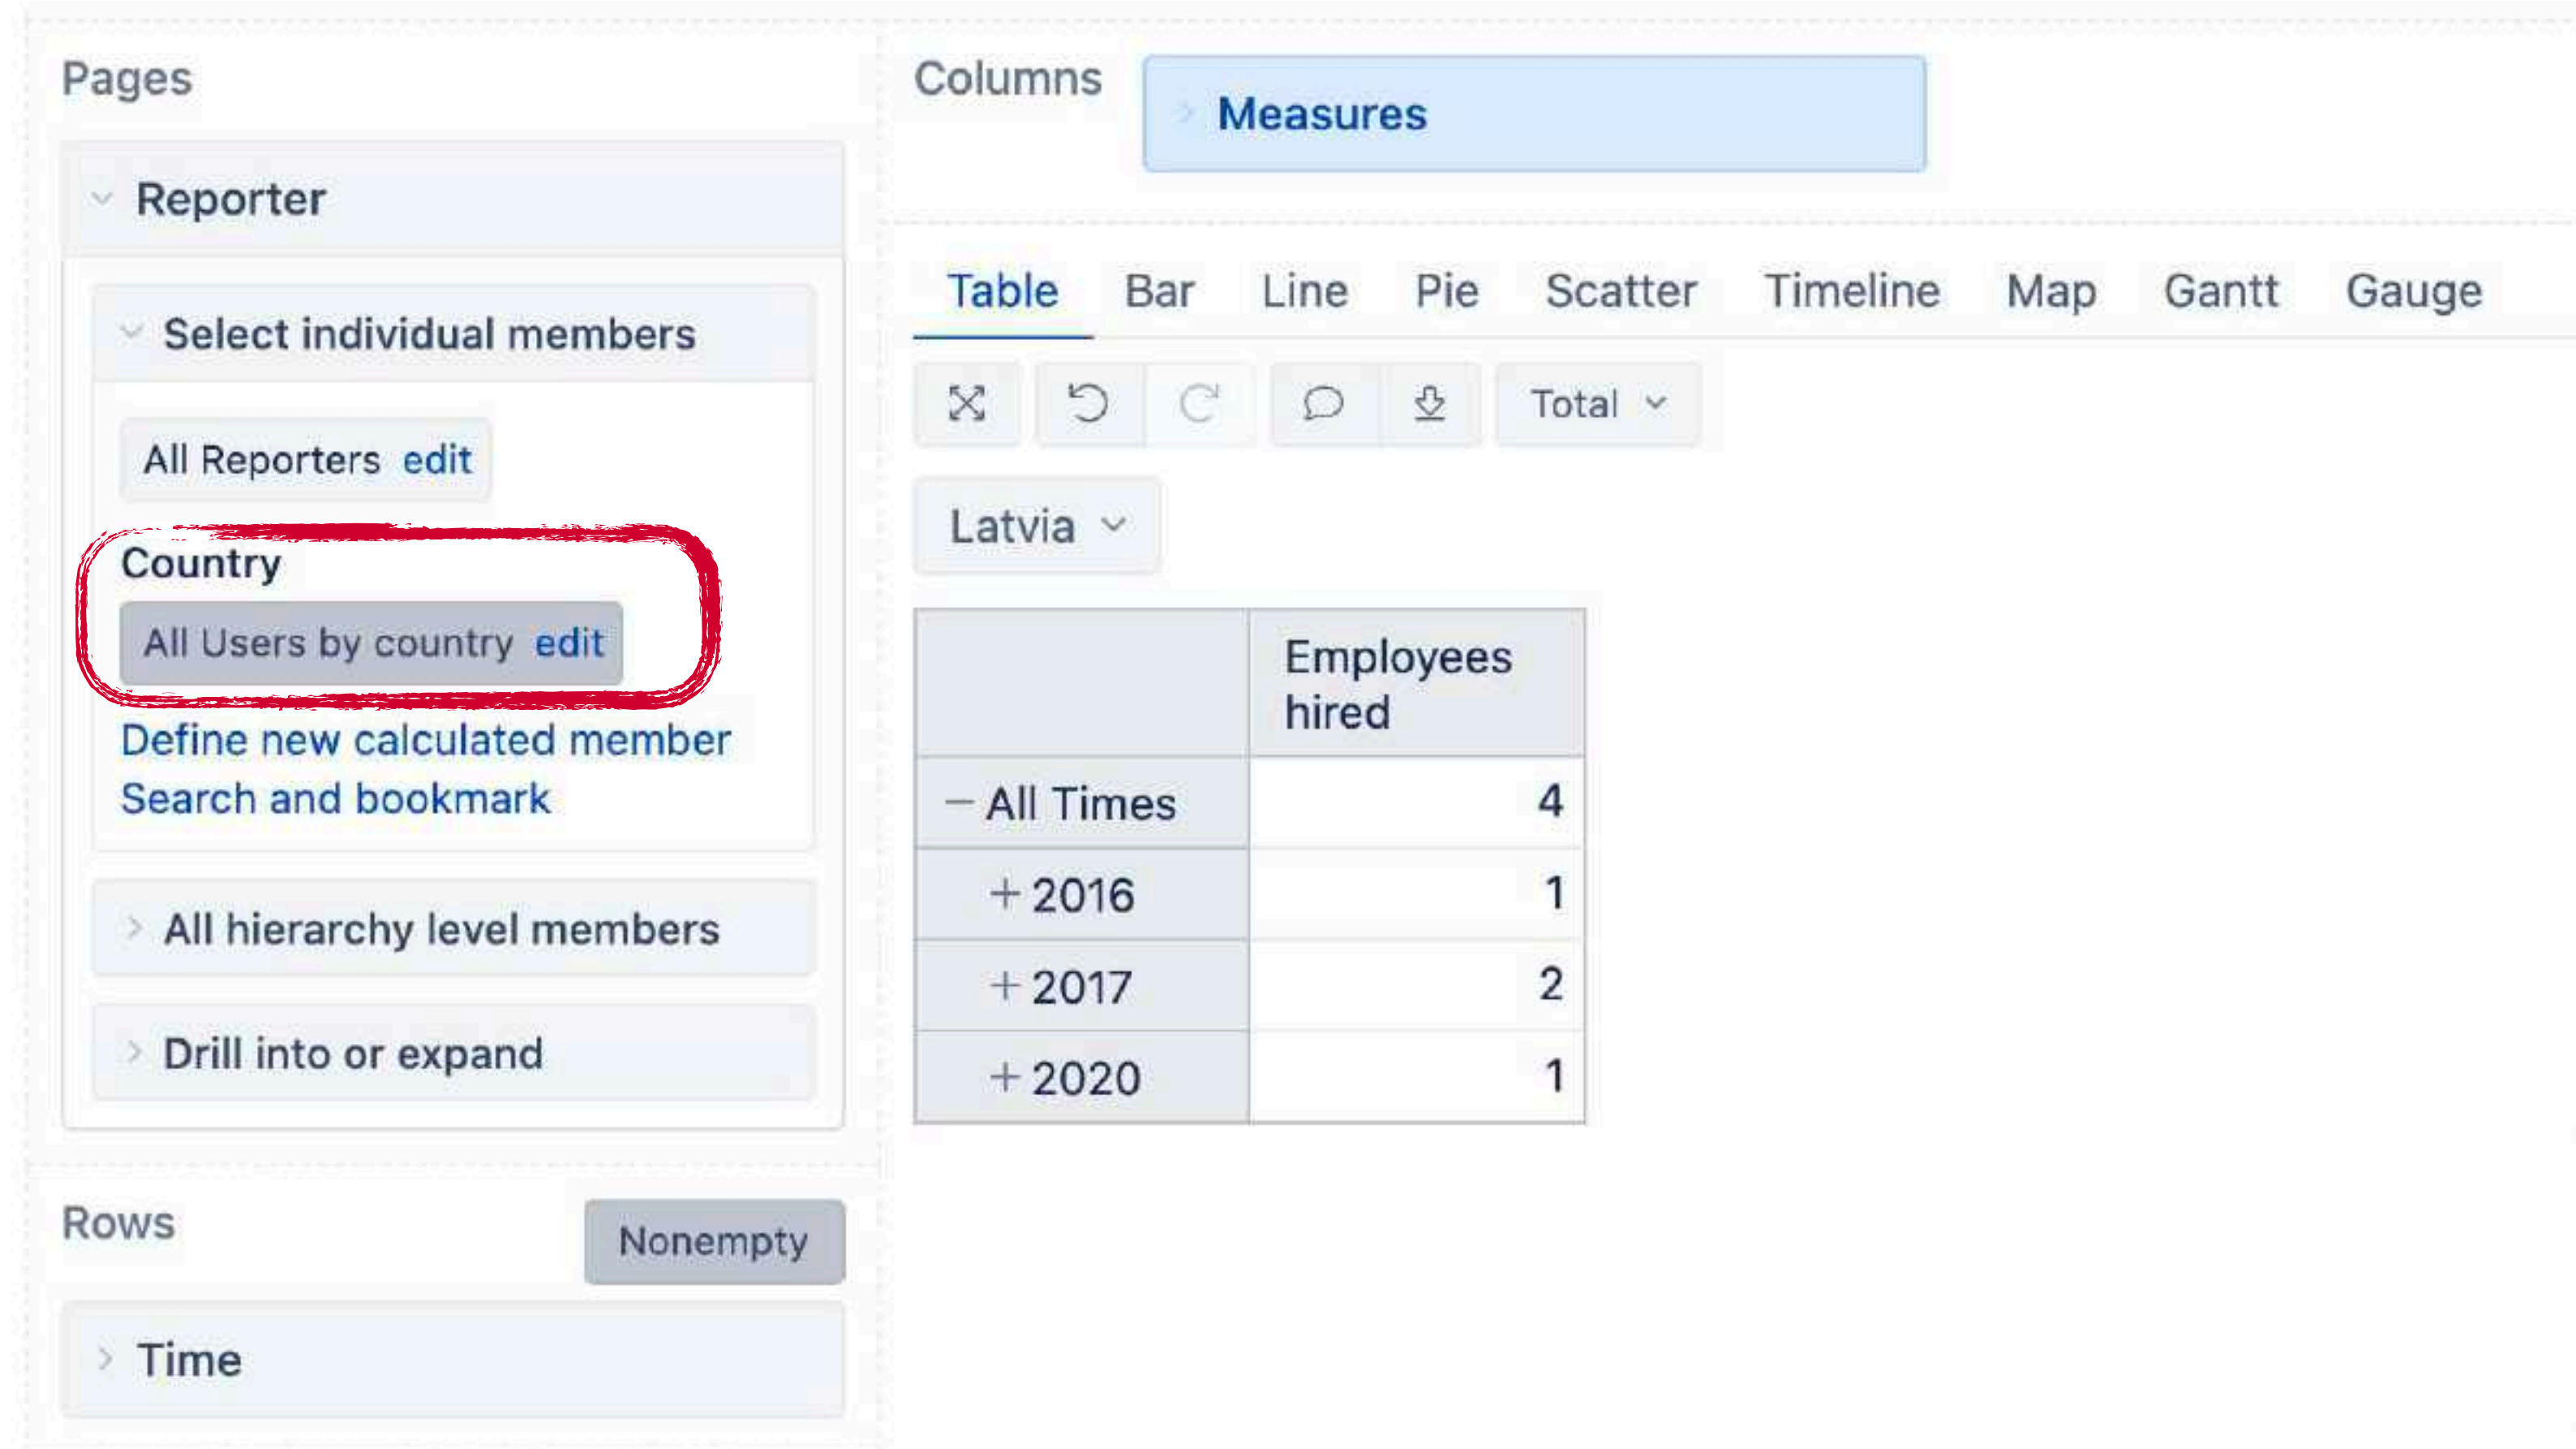 Pages
Reporter
Select individual members
All Reporters edit
Country
All Users by country edit
Define new calculated member
Search and bookmark
All hierarchy level members
Drill into or expand
Rows
Nonempty
Time
Columns
Measures
Table Bar Line Pie Scatter Timeline Map Gantt Gauge
Total
Latvia
Employees
hired
All Times 4
2016 1
2017 2
2020 1